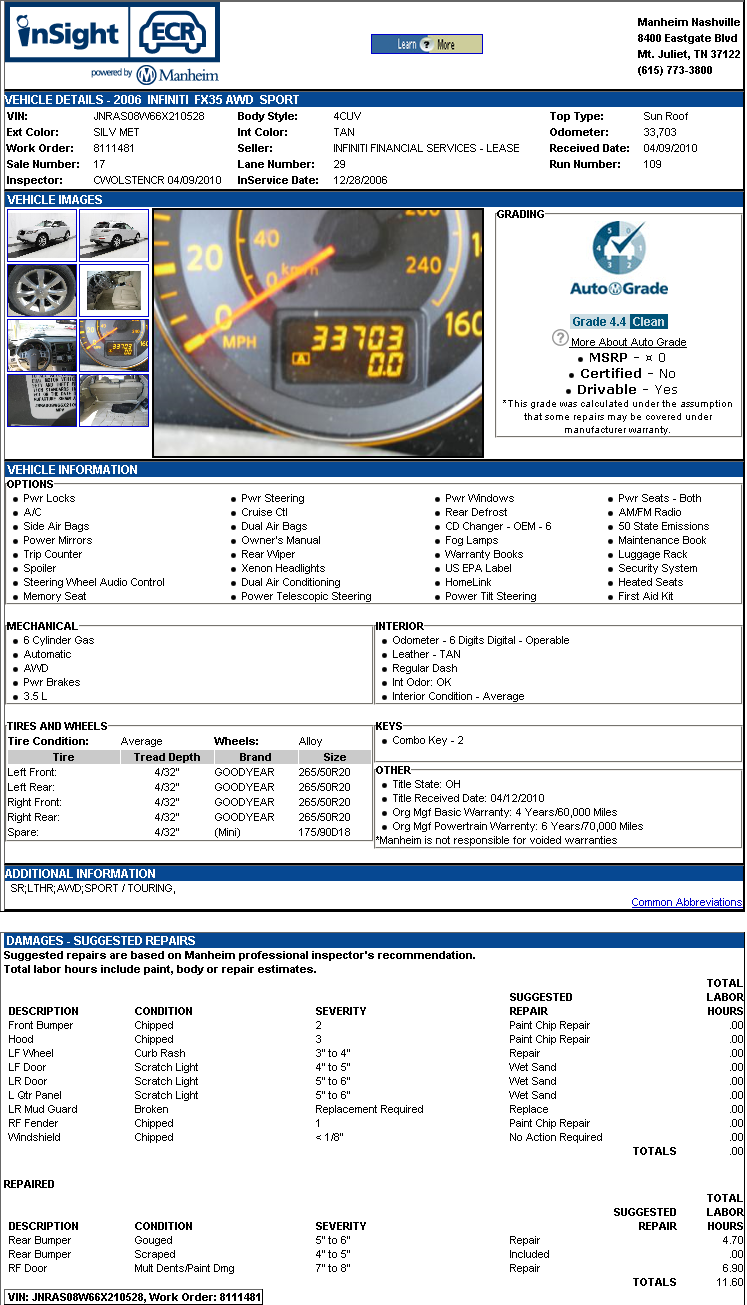 inSight ECR
powered by Manheim
Learn ? More
Manheim Nashville
8400 Eastgate Blvd
Mt. Juliet, TN 37122
(615) 773-3800
VEHICLE DETAILS - 2006 INFINITI FX35 AWD SPORT
VIN: JNRAS08W66X210528 Body Style: 4CUV Top Type: Sun Roof
Ext Color: SILV MET Int Color: TAN Odometer: 33,703
Work Order: 8111481 Seller: INFINITI FINANCIAL SERVICES - LEASE Received Date: 04/09/2010
Sale Number: 17 Lane Number: 29 Run Number: 109
Inspector: CWOLSTENCR 04/09/2010 InService Date: 12/28/2006
VEHICLE IMAGES
20
40
0
km/h
0
MPH
200
240
160
33703
A
0.0
GRADING
5 4 3 2 1
AutoGrade
Grade 4.4 Clean
? More About Auto Grade
MSRP - ¤ 0
Certified - No
Drivable - Yes
*This grade was calculated under the assumption
that some repairs may be covered under
manufacturer warranty.
VEHICLE INFORMATION
OPTIONS
Pwr Locks Pwr Steering Pwr Windows Pwr Seats - Both
A/C Cruise Ctl Rear Defrost AM/FM Radio
Side Air Bags Dual Air Bags CD Changer - OEM - 6 50 State Emissions
Power Mirrors Owner's Manual Fog Lamps Maintenance Book
Trip Counter Rear Wiper Warranty Books Luggage Rack
Spoiler Xenon Headlights US EPA Label Security System
Steering Wheel Audio Control Dual Air Conditioning HomeLink Heated Seats
Memory Seat Power Telescopic Steering Power Tilt Steering First Aid Kit
MECHANICAL
6 Cylinder Gas
Automatic
AWD
Pwr Brakes
3.5 L
INTERIOR
Odometer - 6 Digits Digital - Operable
Leather - TAN
Regular Dash
Int Odor: OK
Interior Condition - Average
TIRES AND WHEELS
Tire Condition: Average Wheels: Alloy
Tire Tread Depth Brand Size
Left Front: 4/32" GOODYEAR 265/50R20
Left Rear: 4/32" GOODYEAR 265/50R20
Right Front: 4/32" GOODYEAR 265/50R20
Right Rear: 4/32" GOODYEAR 265/50R20
Spare: 4/32" (Mini) 175/90D18
KEYS
Combo Key - 2
OTHER
Title State: OH
Title Received Date: 04/12/2010
Org Mgf Basic Warranty: 4 Years/60,000 Miles
Org Mgf Powertrain Warrenty: 6 Years/70,000 Miles
*Manheim is not responsible for voided warranties
ADDITIONAL INFORMATION
SR;LTHR;AWD;SPORT / TOURING,
Common Abbreviations
DAMAGES - SUGGESTED REPAIRS
Suggested repairs are based on Manheim professional inspector's recommendation.
Total labor hours include paint, body or repair estimates.
DESCRIPTION CONDITION SEVERITY SUGGESTED REPAIR TOTAL LABOR HOURS
Front Bumper Chipped 2 Paint Chip Repair .00
Hood Chipped 3 Paint Chip Repair .00
LF Wheel Curb Rash 3" to 4" Repair .00
LF Door Scratch Light 4" to 5" Wet Sand .00
LR Door Scratch Light 5" to 6" Wet Sand .00
L Qtr Panel Scratch Light 5" to 6" Wet Sand .00
LR Mud Guard Broken Replacement Required Replace .00
RF Fender Chipped 1 Paint Chip Repair .00
Windshield Chipped < 1/8" No Action Required .00
TOTALS .00
REPAIRED
DESCRIPTION CONDITION SEVERITY SUGGESTED REPAIR TOTAL LABOR HOURS
Rear Bumper Gouged 5" to 6" Repair 4.70
Rear Bumper Scraped 4" to 5" Included .00
RF Door Mult Dents/Paint Dmg 7" to 8" Repair 6.90
TOTALS 11.60
VIN: JNRAS08W66X210528, Work Order: 8111481